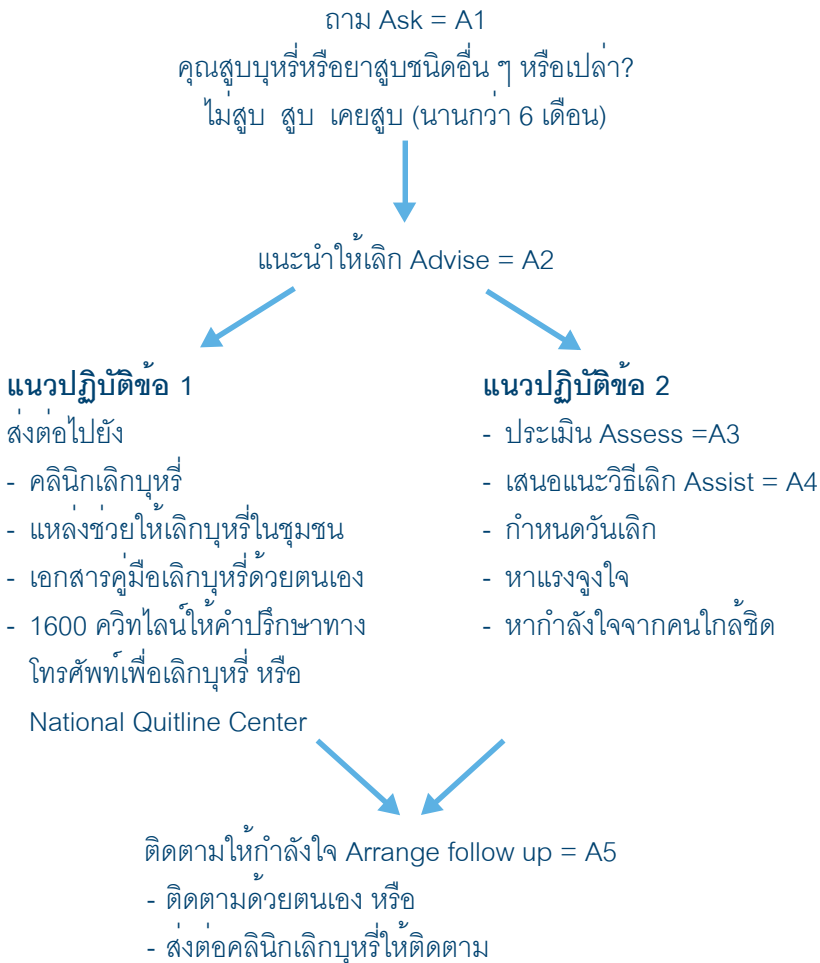 ถาม Ask = A1
คุณสูบบุหรี่หรือยาสูบชนิดอื่น ๆ หรือเปล่า?
ไม่สูบ สูบ เคยสูบ (นานกว่า 6 เดือน)
แนะนำให้เลิก Advise = A2
แนวปฏิบัติข้อ 1
ส่งต่อไปยัง
- คลินิกเลิกบุหรี่
- แหล่งช่วยให้เลิกบุหรี่ในชุมชน
- เอกสารคู่มือเลิกบุหรี่ด้วยตนเอง
- 1600 ควิทไลน์ให้คำปรึกษาทาง
โทรศัพท์เพื่อเลิกบุหรี่ หรือ
National Quitline Center
แนวปฏิบัติข้อ 2
- ประเมิน Assess =A3
- เสนอแนะวิธีเลิก Assist = A4
- กำหนดวันเลิก
- หาแรงจูงใจ
- หากำลังใจจากคนใกล้ชิด
ติดตามให้กำลังใจ Arrange follow up = A5
- ติดตามด้วยตนเอง หรือ
- ส่งต่อคลินิกเลิกบุหรี่ให้ติดตาม